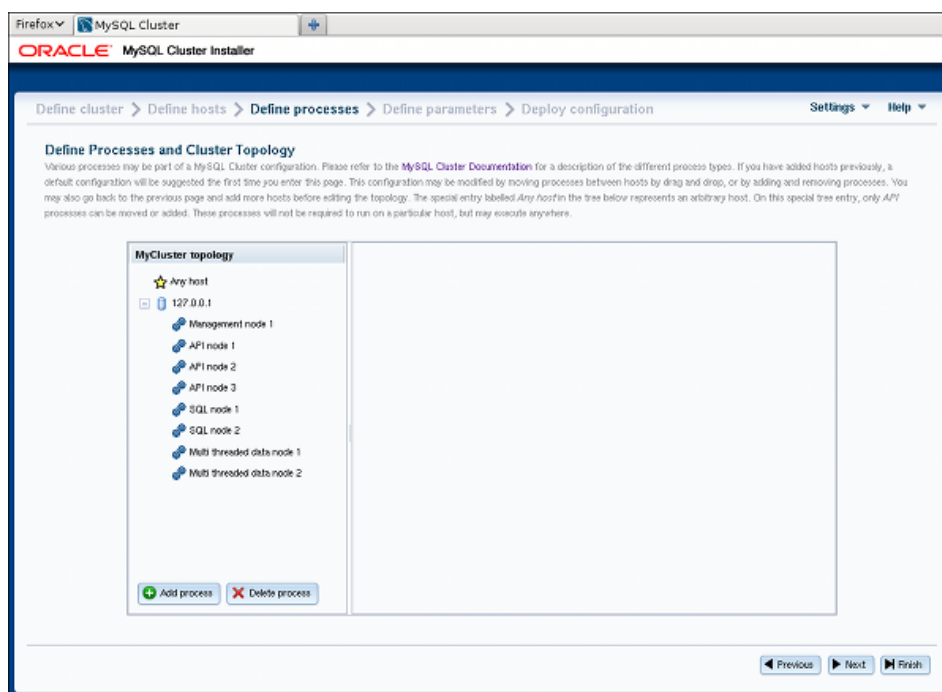 Firefox
MySQL Cluster
ORACLE MySQL Cluster Installer
Define cluster Define hosts Define processes Define parameters Deploy configuration
Settings Help
Define Processes and Cluster Topology
Various processes may be part of a MySQL Cluster configuration. Please refer to the MySQL Cluster Documentation for a description of the different process types. If you have added hosts previously, a
default configuration will be suggested the first time you enter this page. This configuration may be modified by moving processes between hosts by drag and drop, or by adding and removing processes. You
may also go back to the previous page and add more hosts before editing the topology. The special entry labelled Any host in the tree below represents an arbitrary host. On this special tree entry, only API
processes can be moved or added. These processes will not be required to run on a particular host, but may execute anywhere.
MyCluster topology
Any host
127.0.0.1
Management node 1
API node 1
API node 2
API node 3
SQL node 1
SQL node 2
Multi threaded data node 1
Multi threaded data node 2
Add process Delete process
Previous Next Finish